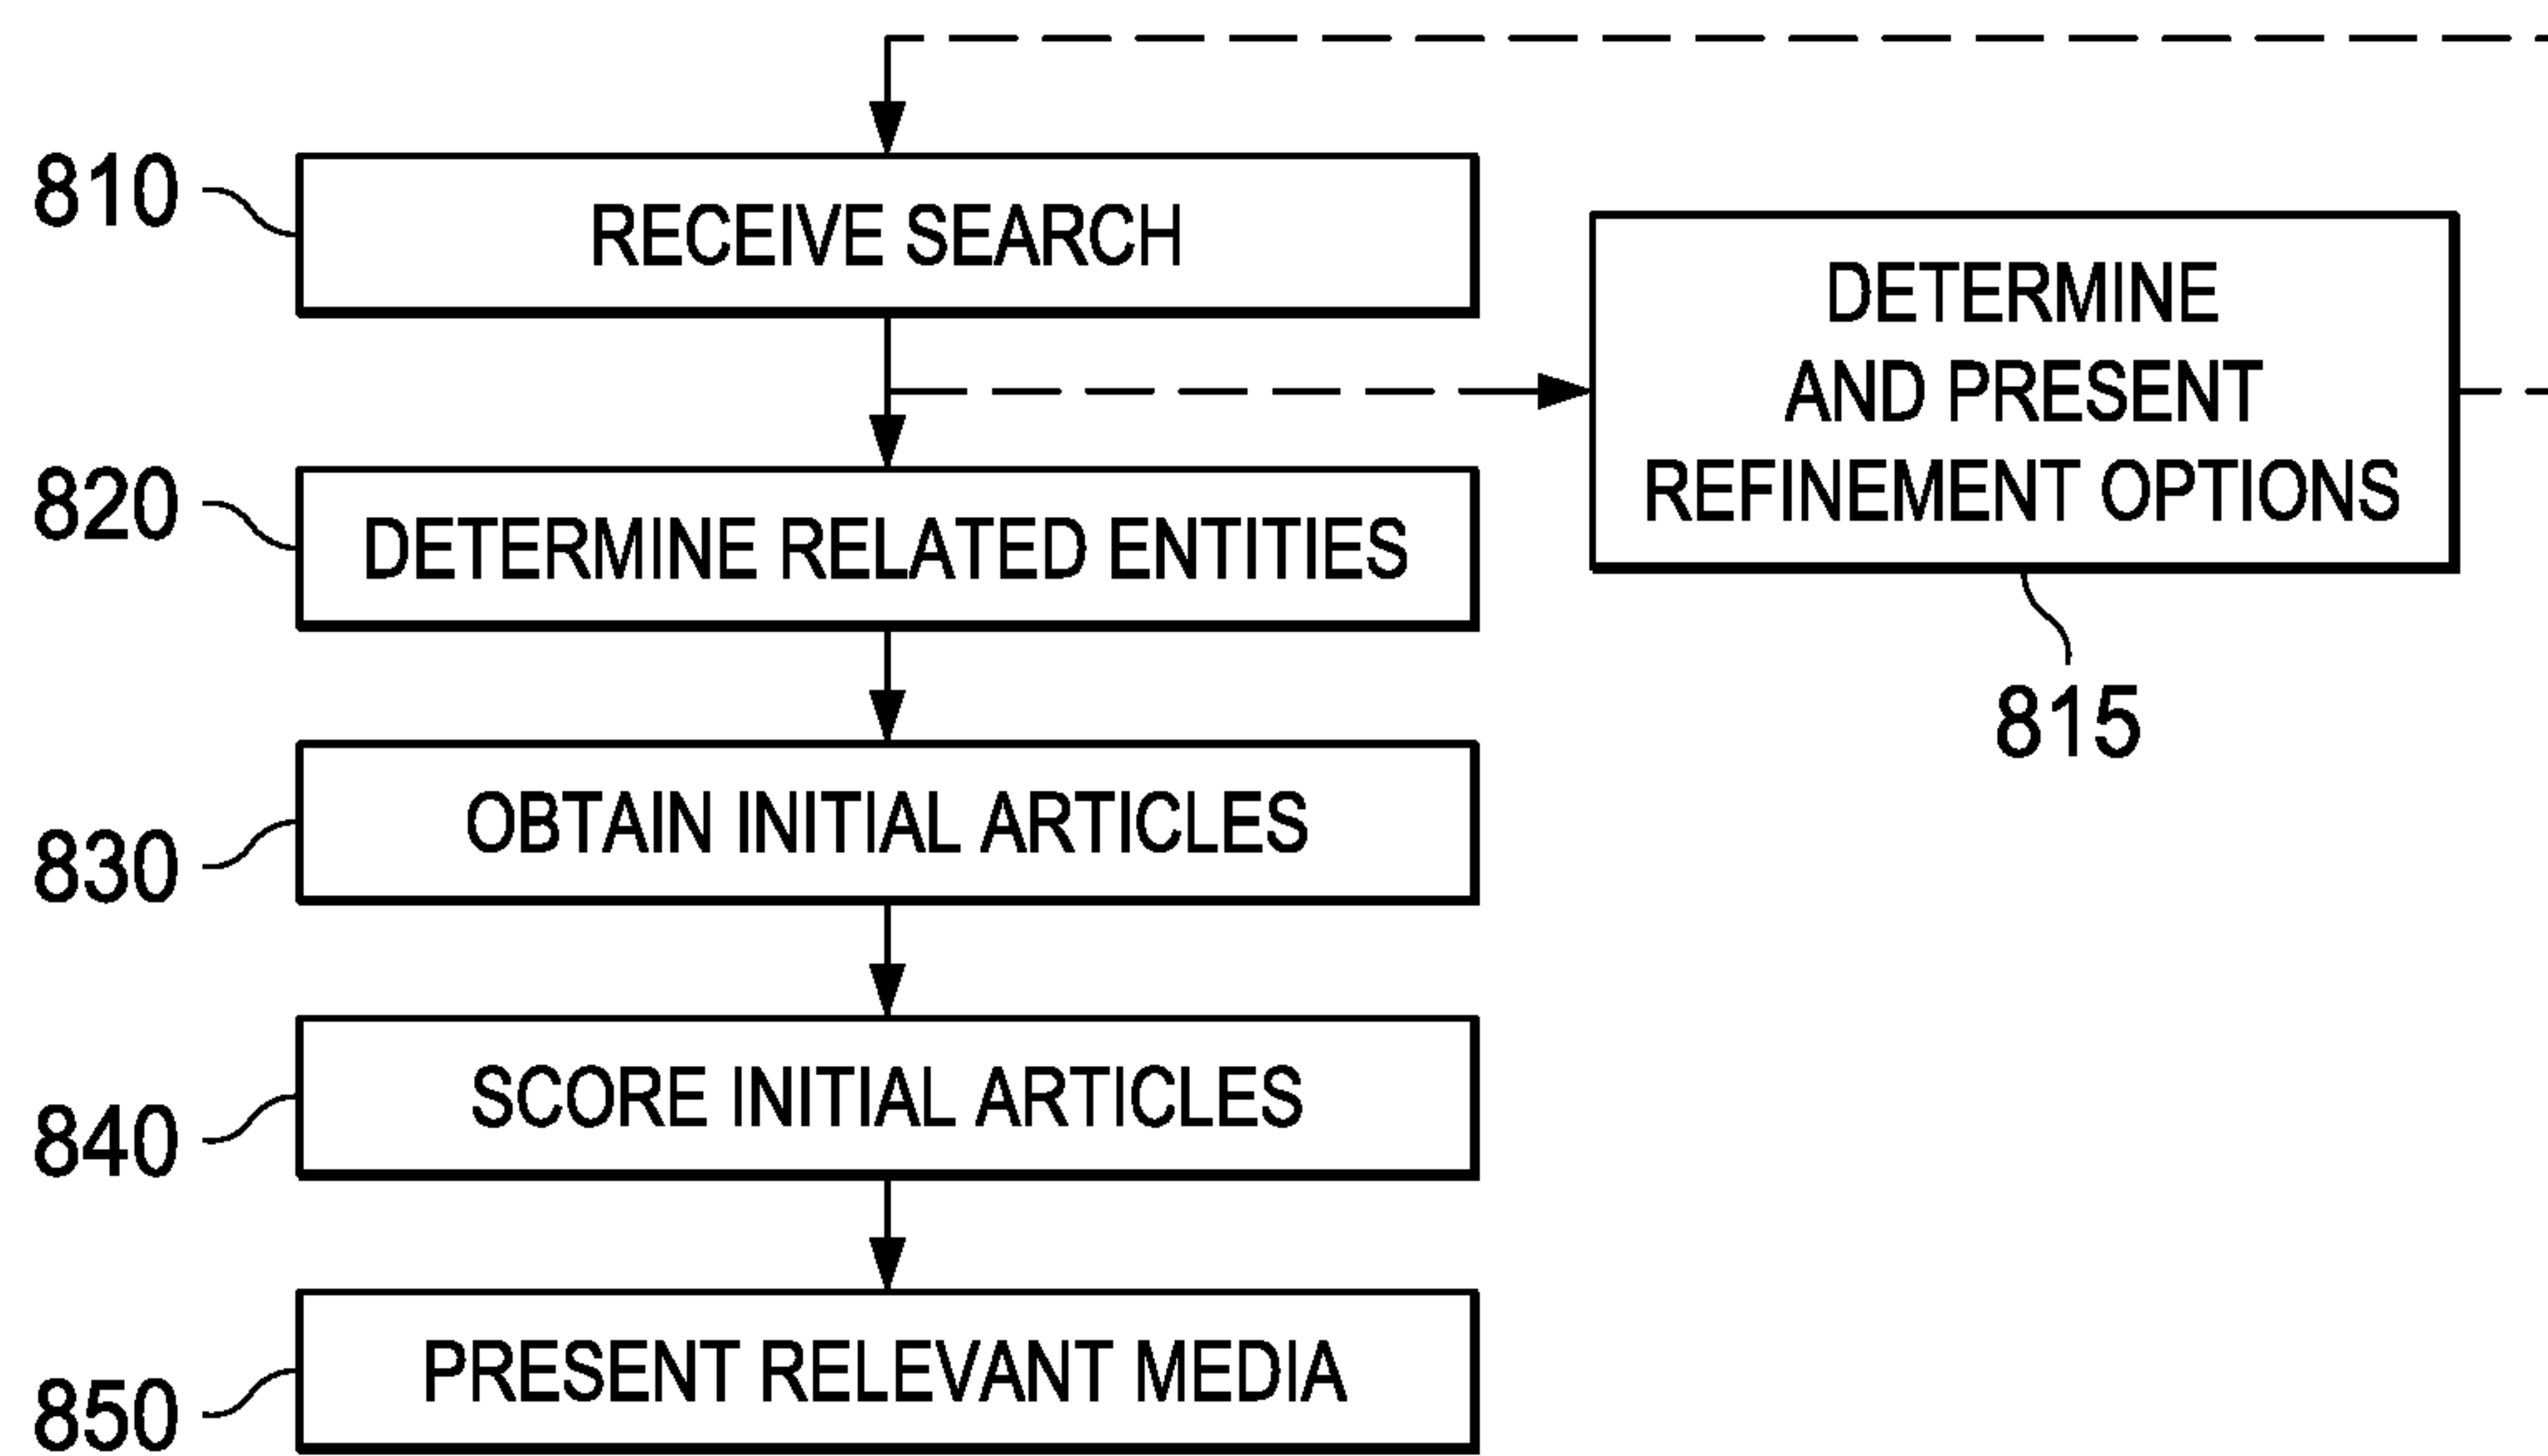 810
RECEIVE SEARCH
DETERMINE
AND PRESENT
REFINEMENT OPTIONS
815
820
DETERMINE RELATED ENTITIES
830
OBTAIN INITIAL ARTICLES
840
SCORE INITIAL ARTICLES
850
PRESENT RELEVANT MEDIA